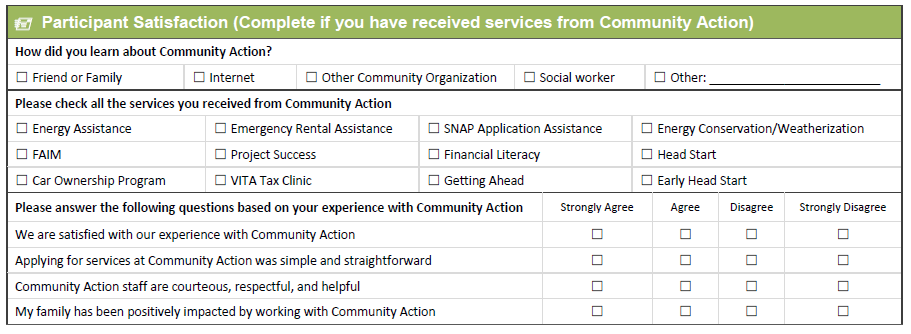 Participant Satisfaction (Complete if you have received services from Community Action)
How did you learn about Community Action?
☐ Friend or Family ☐ Internet ☐ Other Community Organization ☐ Social worker ☐ Other: ___________________________
Please check all the services you received from Community Action
☐ Energy Assistance ☐ Emergency Rental Assistance ☐ SNAP Application Assistance ☐ Energy Conservation/Weatherization
☐ FAIM ☐ Project Success ☐ Financial Literacy ☐ Head Start
☐ Car Ownership Program ☐ VITA Tax Clinic ☐ Getting Ahead ☐ Early Head Start
Please answer the following questions based on your experience with Community Action Strongly Agree Agree Disagree Strongly Disagree
We are satisfied with our experience with Community Action ☐ ☐ ☐ ☐
Applying for services at Community Action was simple and straightforward ☐ ☐ ☐ ☐
Community Action staff are courteous, respectful, and helpful ☐ ☐ ☐ ☐
My family has been positively impacted by working with Community Action ☐ ☐ ☐ ☐